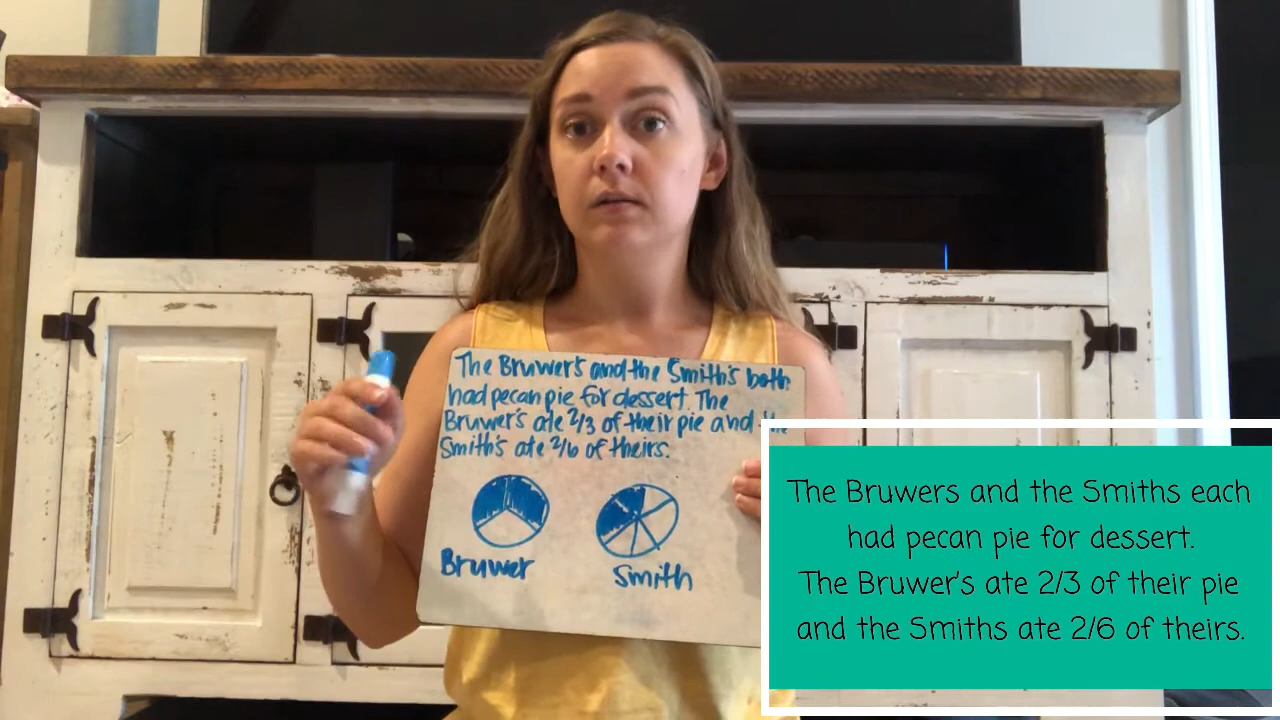 The Bruwer's and the Smith's both
had pecan pie for dessert. The
Bruwer's ate 2/3 of their pie and the
Smith's ate 2/6 of theirs.
Bruwer
Smith
The Bruwers and the Smiths each
had pecan pie for dessert.
The Bruwer's ate 2/3 of their pie
and the Smiths ate 2/6 of theirs.